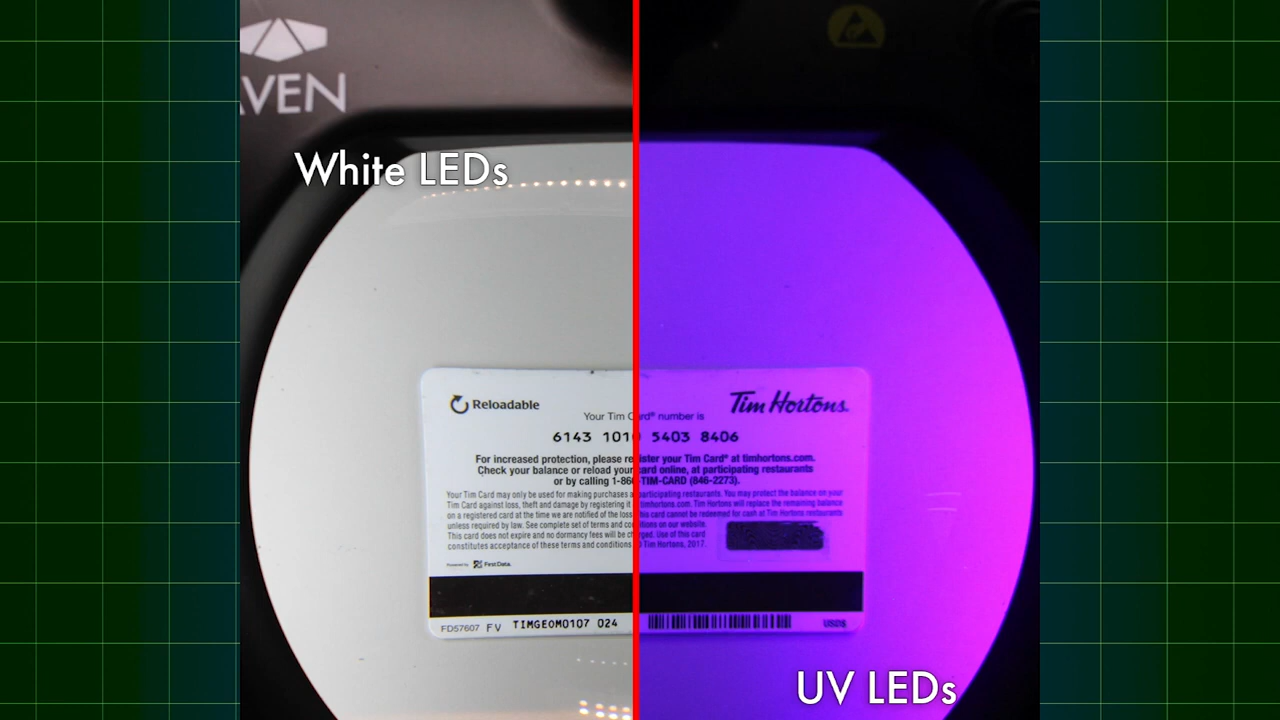 AVEN
White LEDs
Reloadable
Tim Hortons.
Your Tim Card® number is
6143 1010 5403 8406
For increased protection, please register your Tim Card® at timhortons.com.
Check your balance or reload your card online, at participating restaurants
or by calling 1-866-TIM-CARD (846-2273).
Your Tim Card may only be used for making purchases a participating restaurants. You may protect the balance on your
Tim Card against loss, theft and damage by registering it timhortons.com. Tim Hortons will replace the remaining balance
on a registered card at the time we are notified of the loss this card cannot be redeemed for cash at Tim Hortons restaurants
unless required by law. See complete set of terms and conditions on our website.
This card does not expire and no dormancy fees will be charged. Use of this card
constitutes acceptance of these terms and conditions Tim Hortons, 2017.
Powered by First Data.
FD57607 FV TIMGEOMQ107 024
USDS
UV LEDs